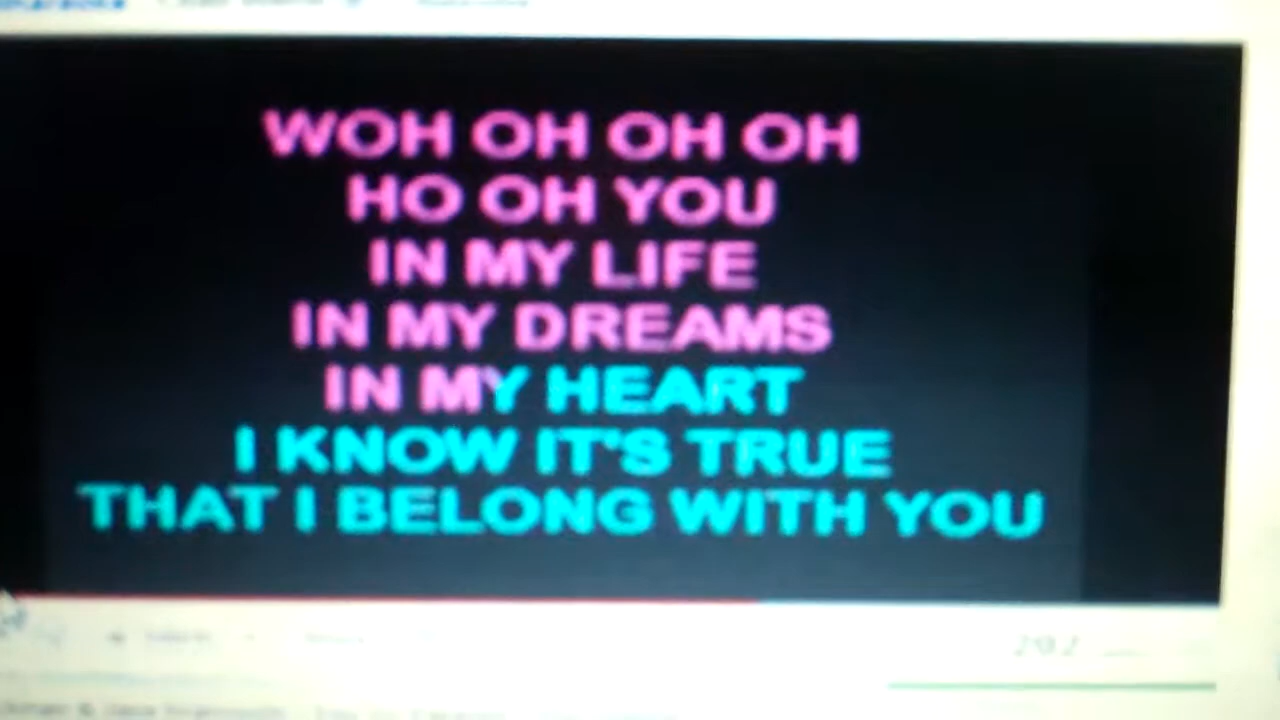 WOH OH OH OH
HO OH YOU
IN MY LIFE
IN MY DREAMS
IN MY HEART
I KNOW IT'S TRUE
THAT I BELONG WITH YOU
202